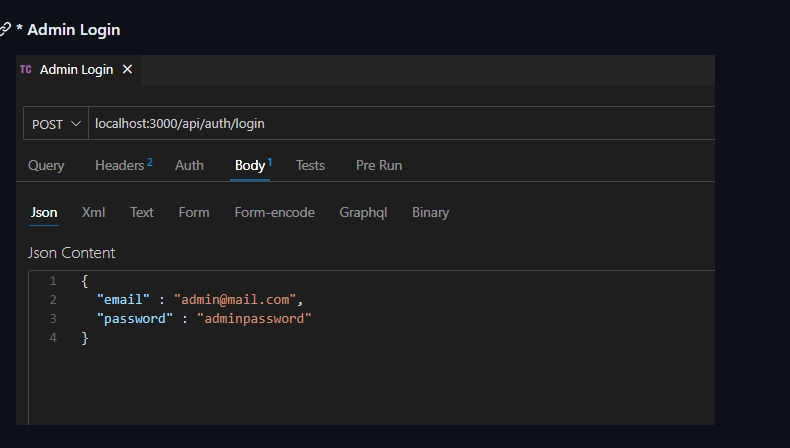 * Admin Login
TC Admin Login ×
POST localhost:3000/api/auth/login
Query Headers 2 Auth Body 1 Tests Pre Run
Json Xml Text Form Form-encode Graphql Binary
Json Content
1 {
2 "email" : "admin@mail.com",
3 "password" : "adminpassword"
4 }